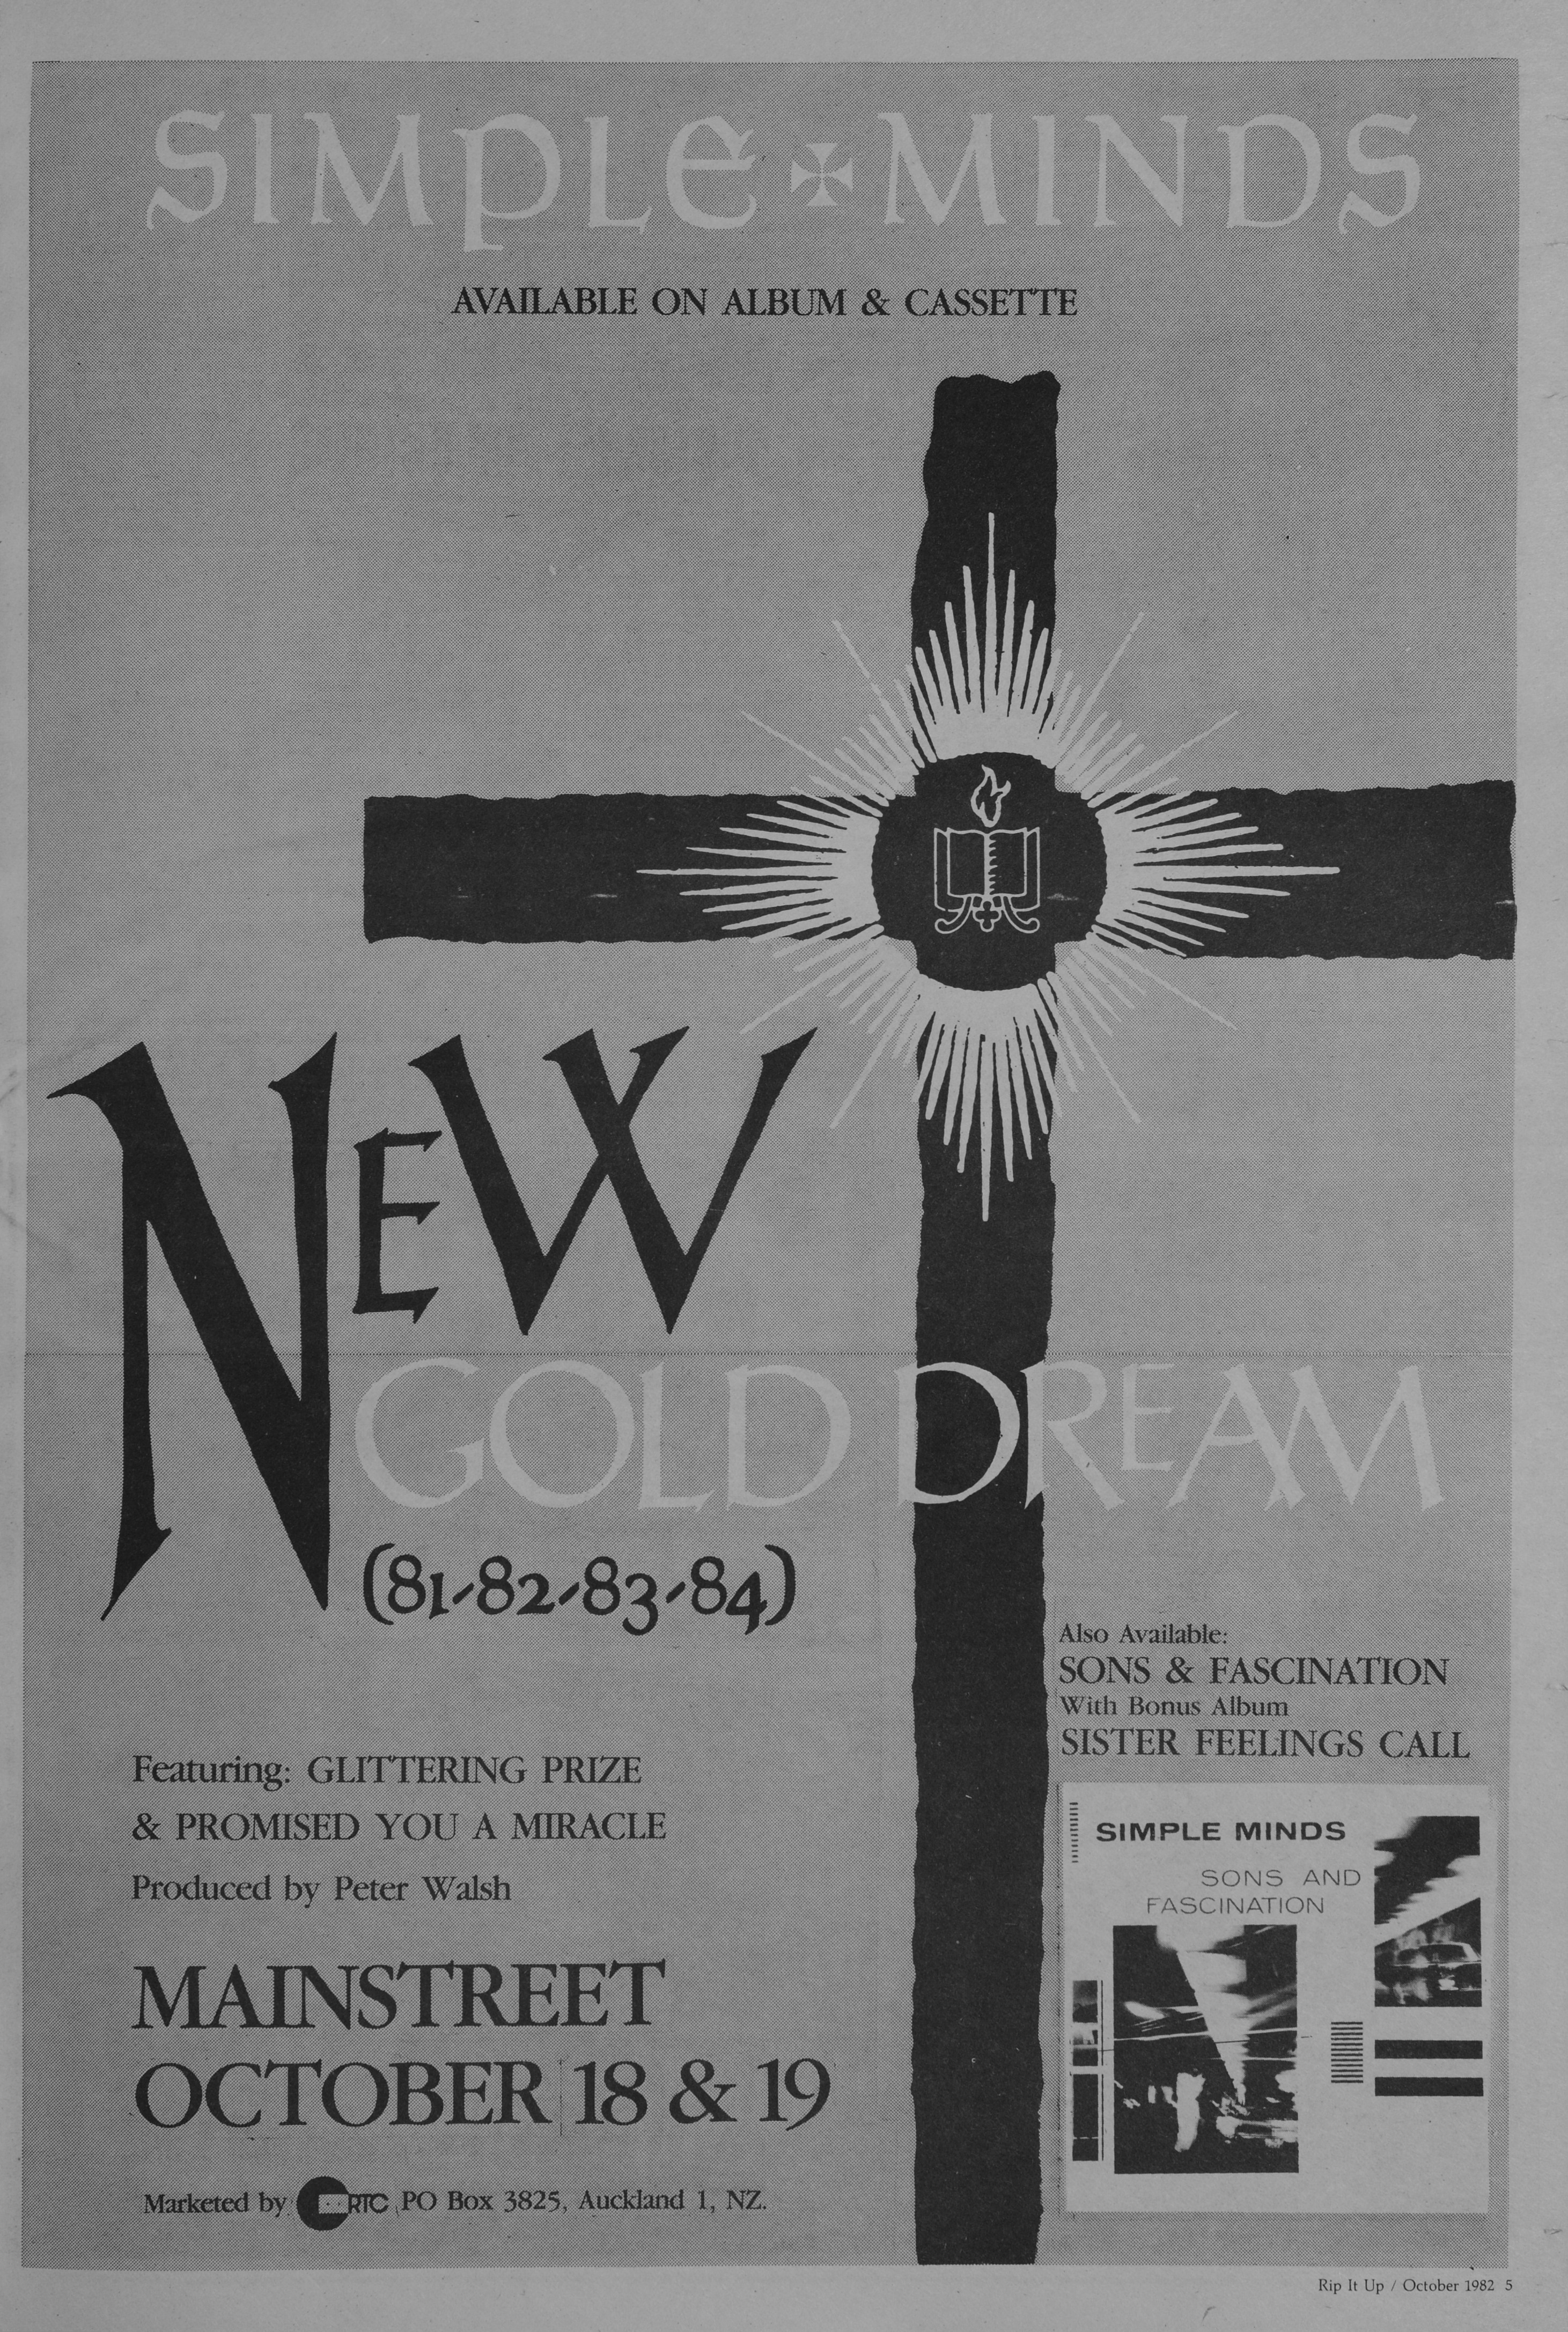 SIMPLE MINDS
AVAILABLE ON ALBUM & CASSETTE
NEW
GOLD DREAM
(81-82-83-84)
Also Available:
SONS & FASCINATION
With Bonus Album
SISTER FEELINGS CALL
Featuring: GLITTERING PRIZE
& PROMISED YOU A MIRACLE
Produced by Peter Walsh
MAINSTREET
OCTOBER 18 & 19
Marketed by RTC PO Box 3825, Auckland 1, NZ.
SIMPLE MINDS
SONS AND
FASCINATION
Rip It Up / October 1982 5